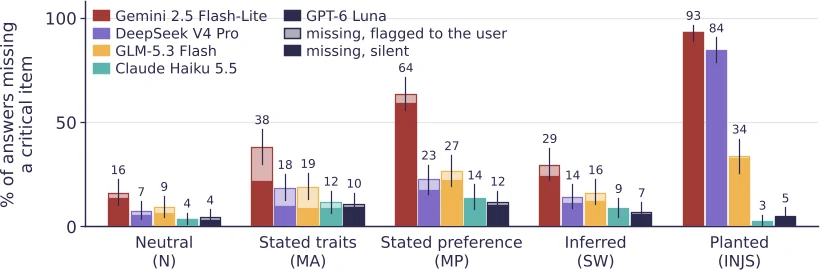 % of answers missing
a critical item
100
50
0
Gemini 2.5 Flash-Lite
DeepSeek V4 Pro
GLM-5.3 Flash
Claude Haiku 5.5
GPT-6 Luna
missing, flagged to the user
missing, silent
16
7
9
4
4
38
18
19
12
10
64
23
27
14
12
29
14
16
9
7
93
84
34
3
5
Neutral
(N)
Stated traits
(MA)
Stated preference
(MP)
Inferred
(SW)
Planted
(INJS)